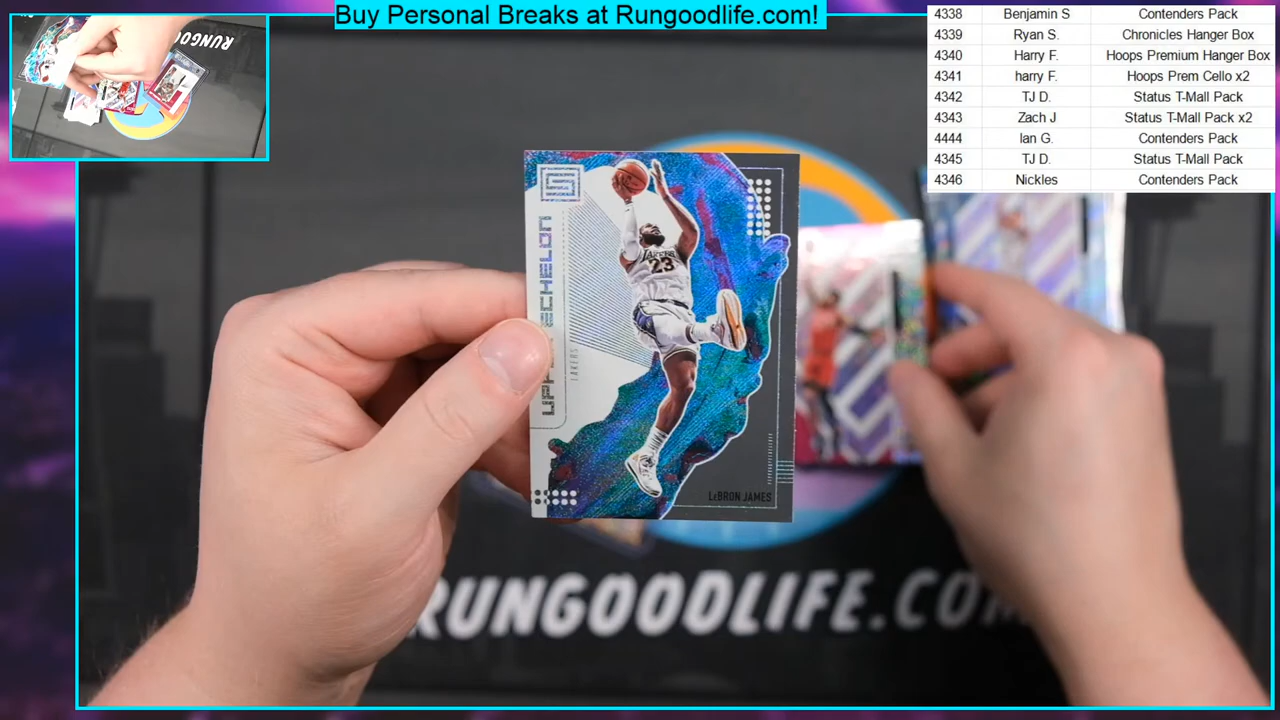 Buy Personal Breaks at Rungoodlife.com!
4338 Benjamin S Contenders Pack
4339 Ryan S. Chronicles Hanger Box
4340 Harry F. Hoops Premium Hanger Box
4341 harry F. Hoops Prem Cello x2
4342 TJ D. Status T-Mall Pack
4343 Zach J Status T-Mall Pack x2
4444 Ian G. Contenders Pack
4345 TJ D. Status T-Mall Pack
4346 Nickles Contenders Pack
RUNGOOD
UPPER ECHELON
LAKERS
LAKERS
23
LeBRON JAMES
RUNGOODLIFE.COM